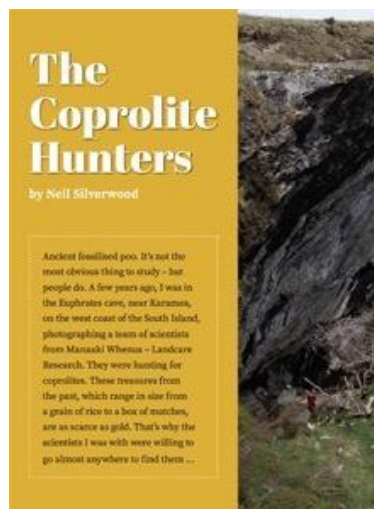 The
Coprolite
Hunters
by Neil Silverwood
Ancient fossilised poo. It's not the
most obvious thing to study – but
people do. A few years ago, I was in
the Euphrates cave, near Karamea,
on the west coast of the South Island,
photographing a team of scientists
from Manaaki Whenua – Landcare
Research. They were hunting for
coprolites. These treasures from
the past, which range in size from
a grain of rice to a box of matches,
are as scarce as gold. That's why the
scientists I was with were willing to
go almost anywhere to find them ...